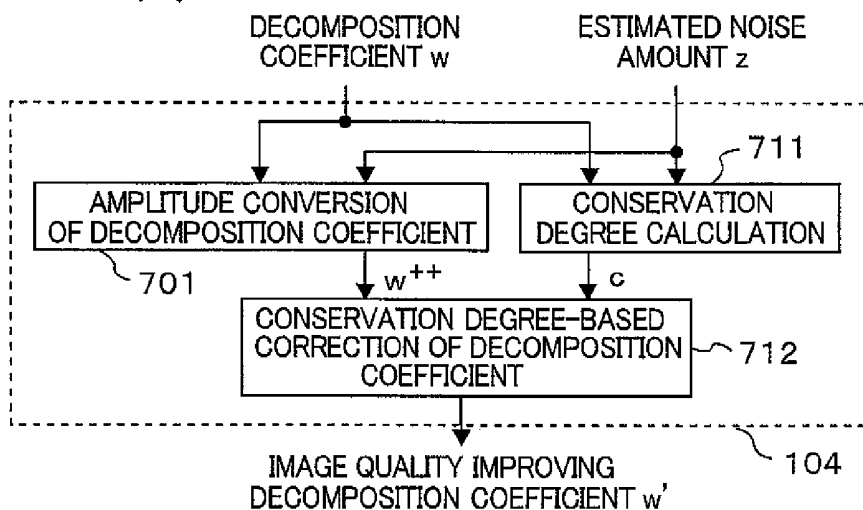 DECOMPOSITION
COEFFICIENT w
ESTIMATED NOISE
AMOUNT z
711
AMPLITUDE CONVERSION
OF DECOMPOSITION COEFFICIENT
CONSERVATION
DEGREE CALCULATION
701
w++
c
CONSERVATION DEGREE-BASED
CORRECTION OF DECOMPOSITION
COEFFICIENT
712
104
IMAGE QUALITY IMPROVING
DECOMPOSITION COEFFICIENT w'